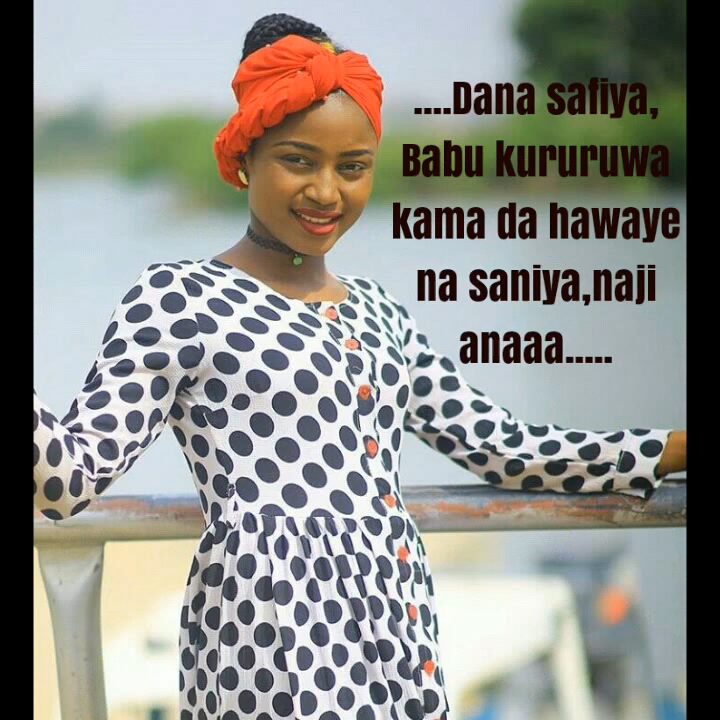 ....Dana safiya,
Babu kururuwa
kama da hawaye
na saniya,naji
anaaa.....